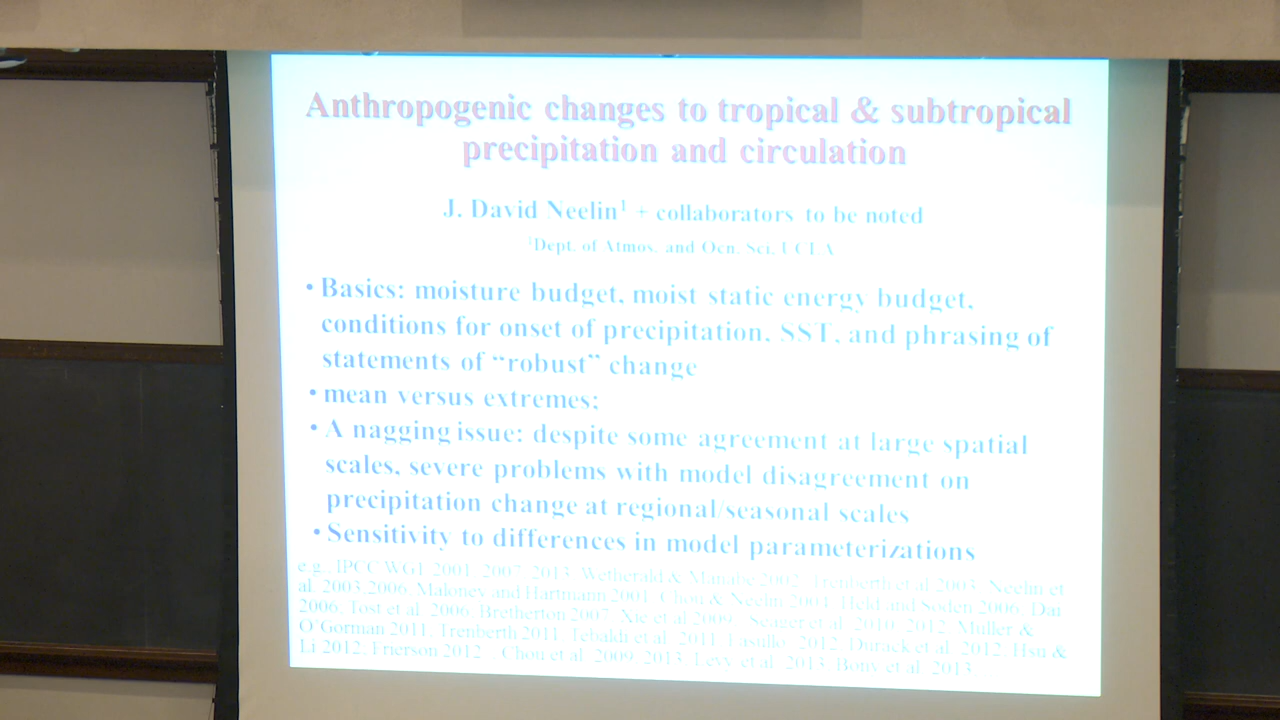 Anthropogenic changes to tropical & subtropical
precipitation and circulation
J. David Neelin¹ + collaborators to be noted
¹Dept. of Atmos. and Ocn. Sci, UCLA
• Basics: moisture budget, moist static energy budget,
conditions for onset of precipitation, SST, and phrasing of
statements of “robust” change
• mean versus extremes;
• A nagging issue: despite some agreement at large spatial
scales, severe problems with model disagreement on
precipitation change at regional/seasonal scales
• Sensitivity to differences in model parameterizations
e.g., IPCC WG1 2001, 2007, 2013; Wetherald & Manabe 2002; Trenberth et al 2003; Neelin et
al. 2003,2006; Maloney and Hartmann 2001; Chou & Neelin 2004; Held and Soden 2006; Dai
2006; Tost et al. 2006; Bretherton 2007; Xie et al 2009; Seager et al. 2010, 2012; Muller &
O'Gorman 2011; Trenberth 2011; Tebaldi et al. 2011; Fasullo, 2012; Durack et al. 2012; Hsu &
Li 2012; Frierson 2012 Chou et al. 2009, 2013; Levy et al. 2013; Bony et al. 2013;